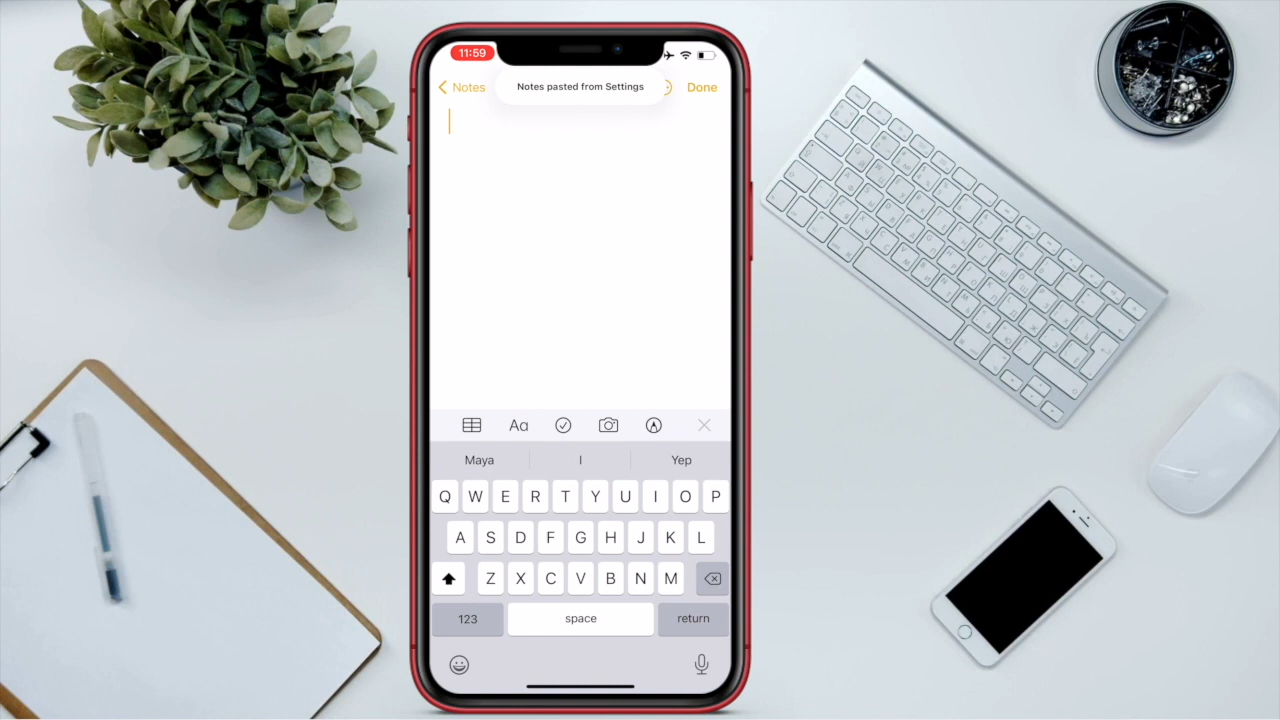 11:59
Notes
Notes pasted from Settings
Done
Aa
Maya
I
Yep
Q W E R T Y U I O P
A S D F G H J K L
Z X C V B N M
123
space
return